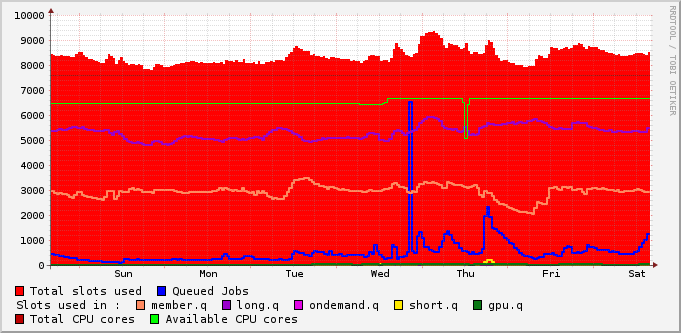 10000
9000
8000
7000
6000
5000
4000
3000
2000
1000
0
Sun Mon Tue Wed Thu Fri Sat
Total slots used Queued Jobs
Slots used in : member.q long.q ondemand.q short.q gpu.q
Total CPU cores Available CPU cores
RRDTOOL / TOBI OETIKER